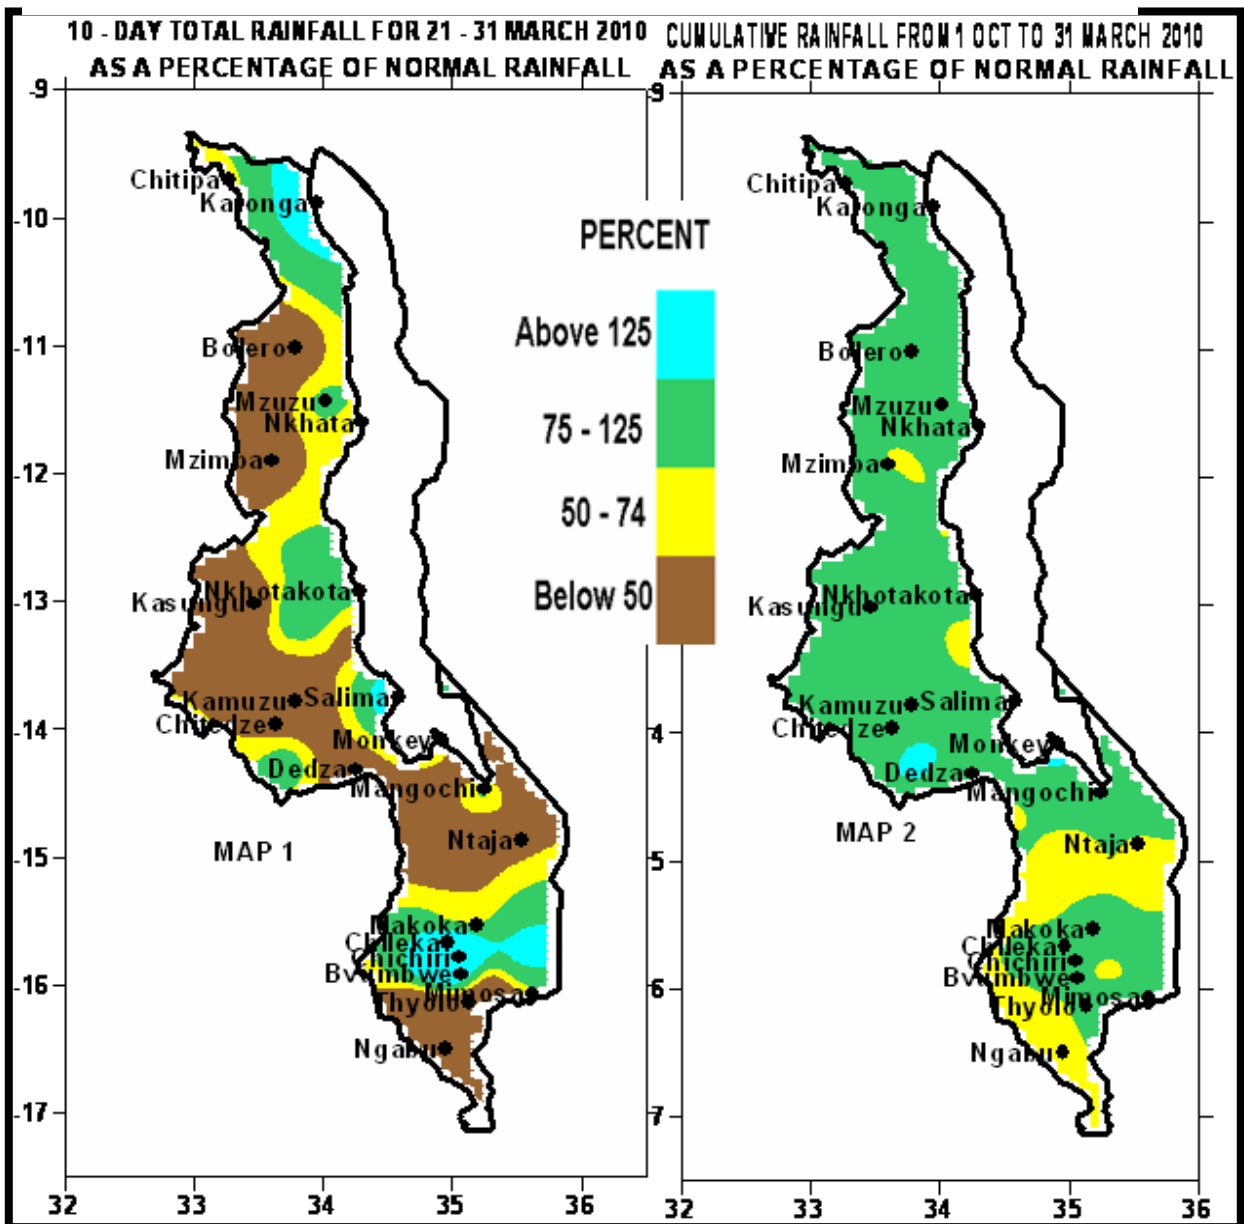 10 - DAY TOTAL RAINFALL FOR 21 - 31 MARCH 2010
AS A PERCENTAGE OF NORMAL RAINFALL
CUMULATIVE RAINFALL FROM 1 OCT TO 31 MARCH 2010
AS A PERCENTAGE OF NORMAL RAINFALL
-9
-10
-11
-12
-13
-14
-15
-16
-17
32
33
34
35
36
Chitipa
Karonga
Bolero
Mzuzu
Nkhata
Mzimba
Nkhotakota
Kasungu
Kamuzu
Salima
Chitedze
Monkey
Dedza
Mangochi
Ntaja
MAP 1
Makoka
Chileka
Chichiri
Bvumbwe
Mimosa
Thyolo
Ngabu
PERCENT
Above 125
75 - 125
50 - 74
Below 50
9
4
5
6
7
32
33
34
35
36
Chitipa
Karonga
Bolero
Mzuzu
Nkhata
Mzimba
Nkhotakota
Kasungu
Kamuzu
Salima
Chitedze
Monkey
Dedza
Mangochi
MAP 2
Ntaja
Makoka
Chileka
Chichiri
Bvumbwe
Mimosa
Thyolo
Ngabu